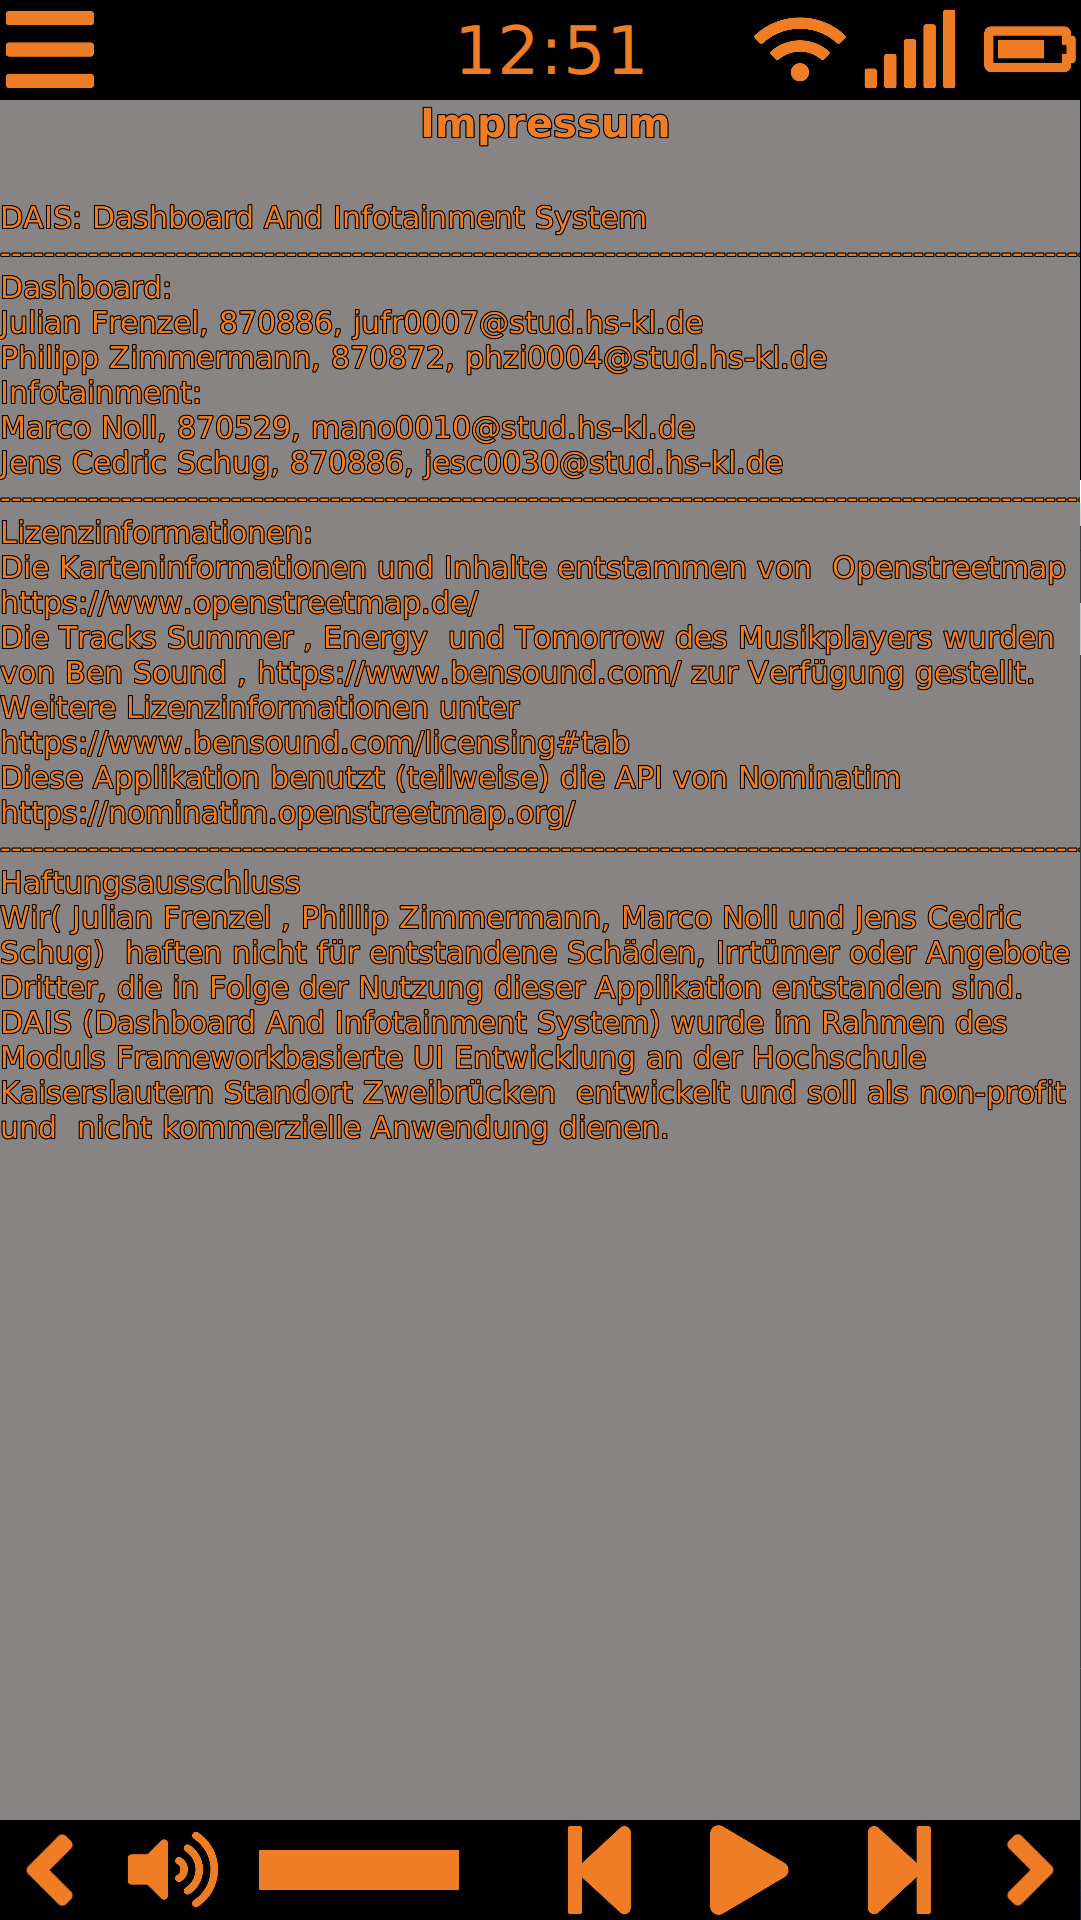 12:51
Impressum
DAIS: Dashboard And Infotainment System
--------------------------------------------------------------------------------------------------
Dashboard:
Julian Frenzel, 870886, jufr0007@stud.hs-kl.de
Philipp Zimmermann, 870872, phzi0004@stud.hs-kl.de
Infotainment:
Marco Noll, 870529, mano0010@stud.hs-kl.de
Jens Cedric Schug, 870886, jesc0030@stud.hs-kl.de
--------------------------------------------------------------------------------------------------
Lizenzinformationen:
Die Karteninformationen und Inhalte entstammen von  Openstreetmap
https://www.openstreetmap.de/
Die Tracks Summer , Energy  und Tomorrow des Musikplayers wurden
von Ben Sound , https://www.bensound.com/ zur Verfügung gestellt.
Weitere Lizenzinformationen unter
https://www.bensound.com/licensing#tab
Diese Applikation benutzt (teilweise) die API von Nominatim
https://nominatim.openstreetmap.org/
--------------------------------------------------------------------------------------------------
Haftungsausschluss
Wir( Julian Frenzel , Phillip Zimmermann, Marco Noll und Jens Cedric
Schug)  haften nicht für entstandene Schäden, Irrtümer oder Angebote
Dritter, die in Folge der Nutzung dieser Applikation entstanden sind.
DAIS (Dashboard And Infotainment System) wurde im Rahmen des
Moduls Frameworkbasierte UI Entwicklung an der Hochschule
Kaiserslautern Standort Zweibrücken  entwickelt und soll als non-profit
und  nicht kommerzielle Anwendung dienen.